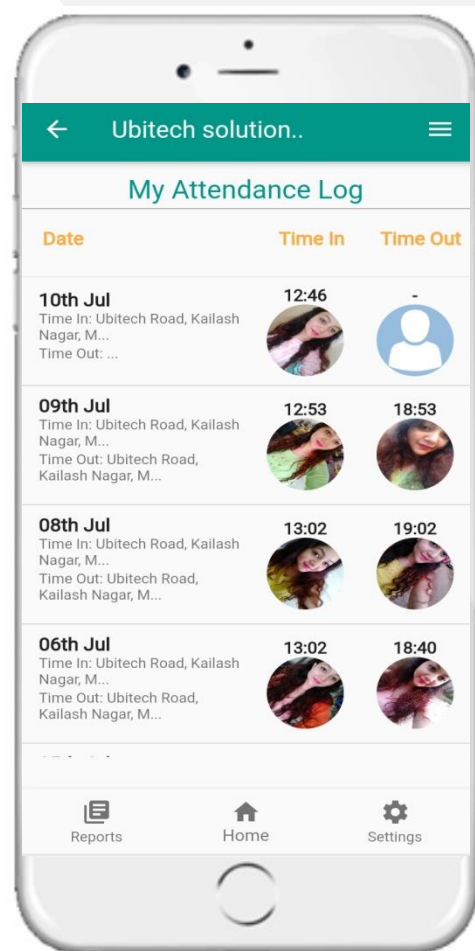 Ubitech solution..
My Attendance Log
Date Time In Time Out
10th Jul 12:46 -
Time In: Ubitech Road, Kailash
Nagar, M...
Time Out: ...
09th Jul 12:53 18:53
Time In: Ubitech Road, Kailash
Nagar, M...
Time Out: Ubitech Road,
Kailash Nagar, M...
08th Jul 13:02 19:02
Time In: Ubitech Road, Kailash
Nagar, M...
Time Out: Ubitech Road,
Kailash Nagar, M...
06th Jul 13:02 18:40
Time In: Ubitech Road, Kailash
Nagar, M...
Time Out: Ubitech Road,
Kailash Nagar, M...
Reports Home Settings